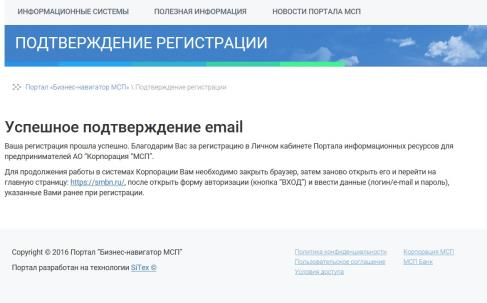 ИНФОРМАЦИОННЫЕ СИСТЕМЫ ПОЛЕЗНАЯ ИНФОРМАЦИЯ НОВОСТИ ПОРТАЛА МСП
ПОДТВЕРЖДЕНИЕ РЕГИСТРАЦИИ
Портал «Бизнес-навигатор МСП» \ Подтверждение регистрации
Успешное подтверждение email
Ваша регистрация прошла успешно. Благодарим Вас за регистрацию в Личном кабинете Портала информационных ресурсов для
предпринимателей АО "Корпорация "МСП".
Для продолжения работы в системах Корпорации Вам необходимо закрыть браузер, затем заново открыть его и перейти на
главную страницу: https://smbn.ru/, после открыть форму авторизации (кнопка "ВХОД") и ввести данные (логин/e-mail и пароль),
указанные Вами ранее при регистрации.
Copyright © 2016 Портал "Бизнес-навигатор МСП"
Портал разработан на технологии SiTex ©
Политика конфиденциальности
Пользовательское соглашение
Условия доступа
Корпорация МСП
МСП Банк